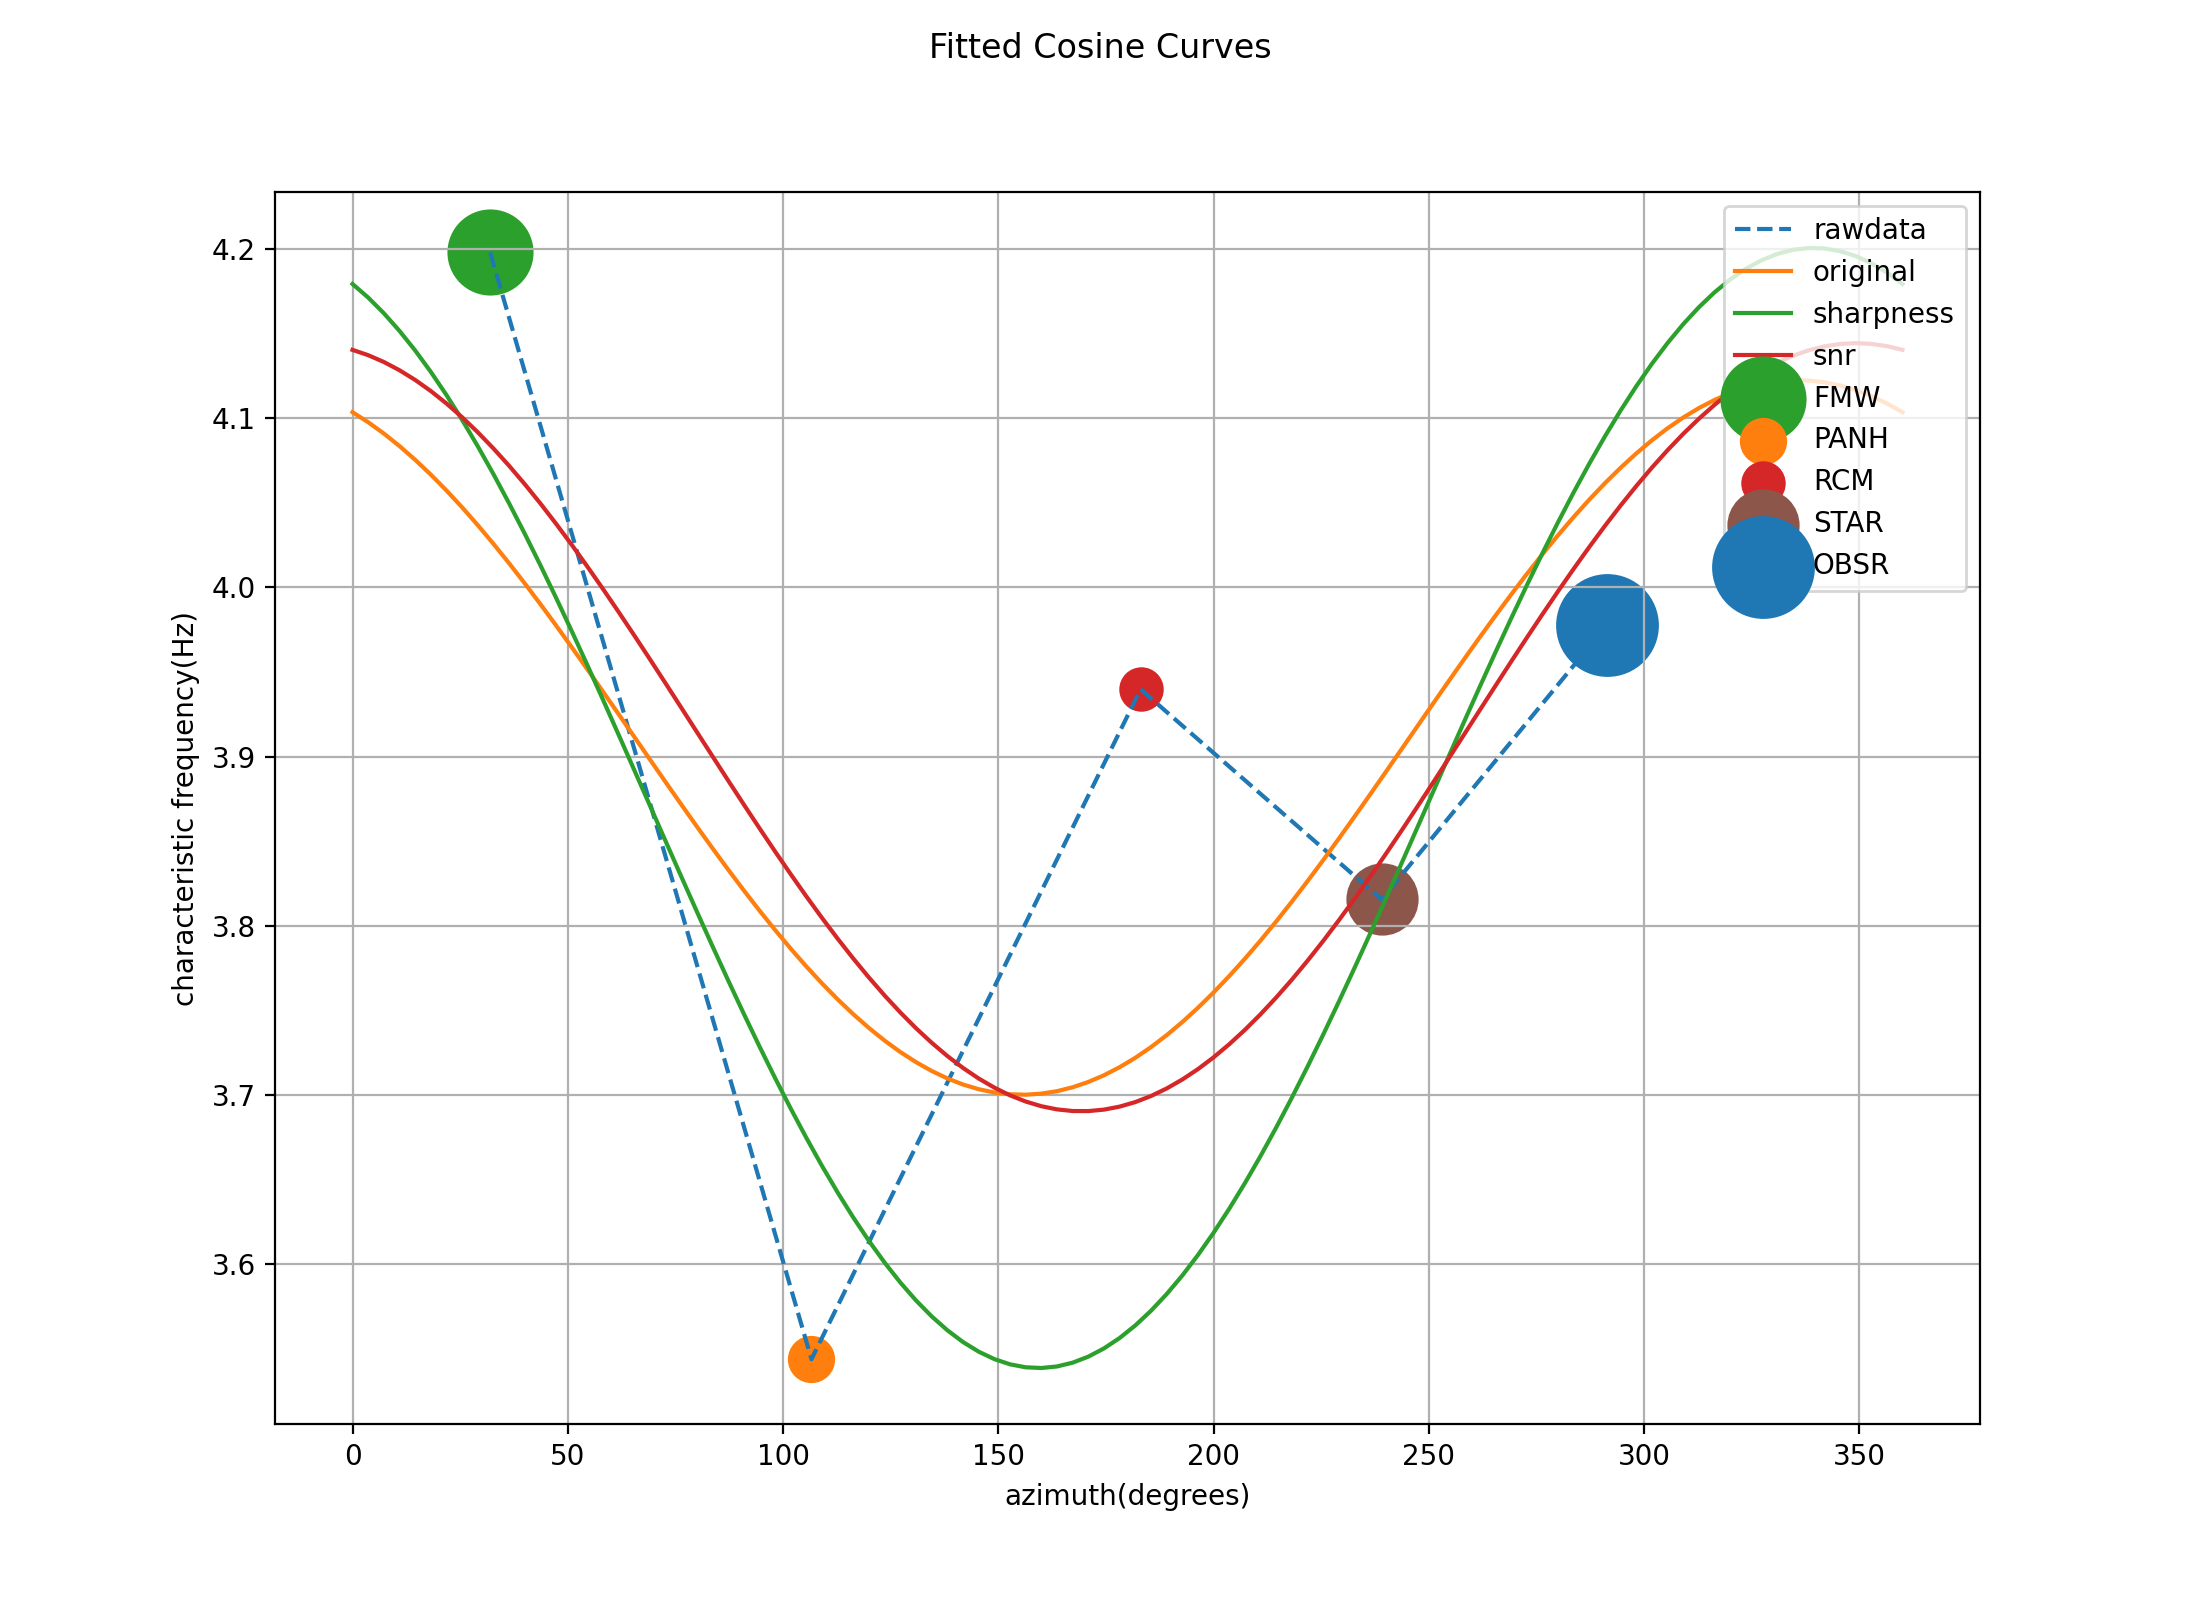 Fitted Cosine Curves
4.2
4.1
4.0
3.9
3.8
3.7
3.6
characteristic frequency(Hz)
rawdata
original
sharpness
snr
FMW
PANH
RCM
STAR
OBSR
0 50 100 150 200 250 300 350
azimuth(degrees)